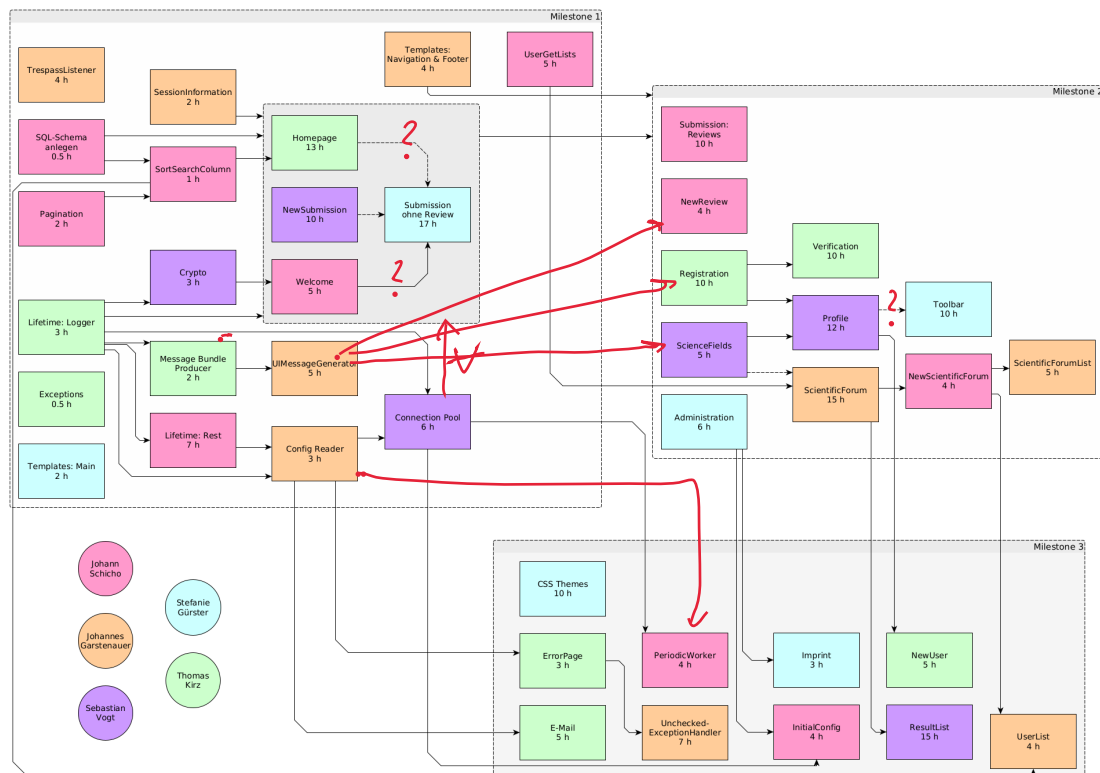 Milestone 1
TrespassListener
4 h
SessionInformation
2 h
Templates:
Navigation & Footer
4 h
UserGetLists
5 h
SQL-Schema
anlegen
0.5 h
SortSearchColumn
1 h
Pagination
2 h
Homepage
13 h
?
NewSubmission
10 h
Submission
ohne Review
17 h
Crypto
3 h
Welcome
5 h
?
Lifetime: Logger
3 h
Message Bundle
Producer
2 h
UIMessageGenerator
5 h
Exceptions
0.5 h
Connection Pool
6 h
Lifetime: Rest
7 h
Config Reader
3 h
Templates: Main
2 h
Milestone 2
Submission:
Reviews
10 h
NewReview
4 h
Registration
10 h
Verification
10 h
Profile
12 h
?
Toolbar
10 h
ScienceFields
5 h
ScientificForum
15 h
NewScientificForum
4 h
ScientificForumList
5 h
Administration
6 h
Johann
Schicho
Stefanie
Gürster
Johannes
Garstenauer
Thomas
Kirz
Sebastian
Vogt
Milestone 3
CSS Themes
10 h
ErrorPage
3 h
PeriodicWorker
4 h
Imprint
3 h
NewUser
5 h
E-Mail
5 h
Unchecked-
ExceptionHandler
7 h
InitialConfig
4 h
ResultList
15 h
UserList
4 h